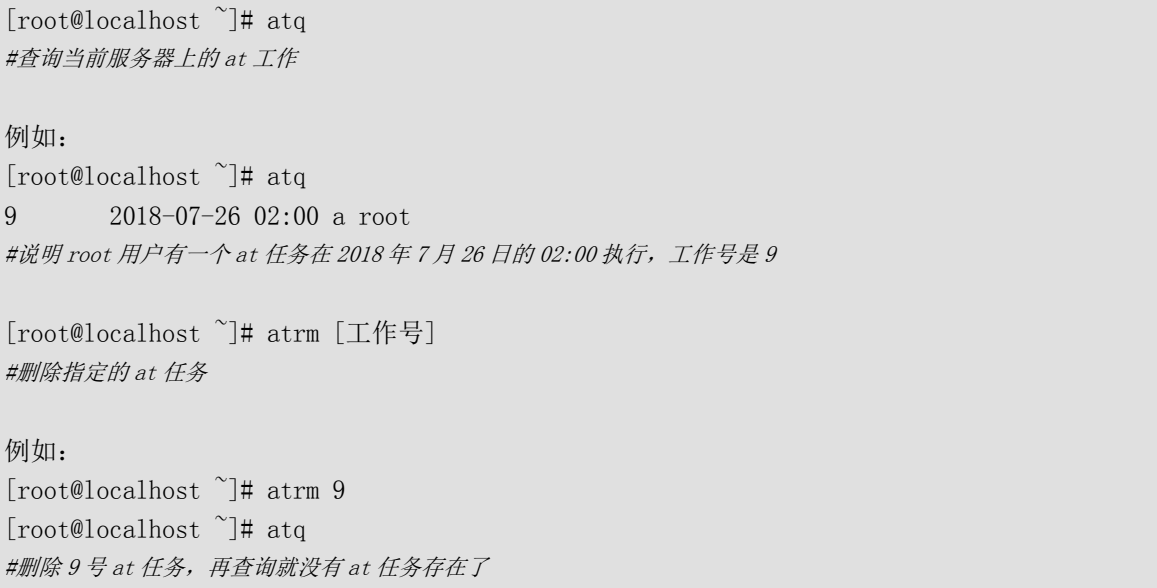 [root@localhost ~]# atq
#查询当前服务器上的 at 工作
例如：
[root@localhost ~]# atq
9 2018-07-26 02:00 a root
#说明 root 用户有一个 at 任务在 2018 年 7 月 26 日的 02:00 执行，工作号是 9
[root@localhost ~]# atrm [工作号]
#删除指定的 at 任务
例如：
[root@localhost ~]# atrm 9
[root@localhost ~]# atq
#删除 9 号 at 任务，再查询就没有 at 任务存在了